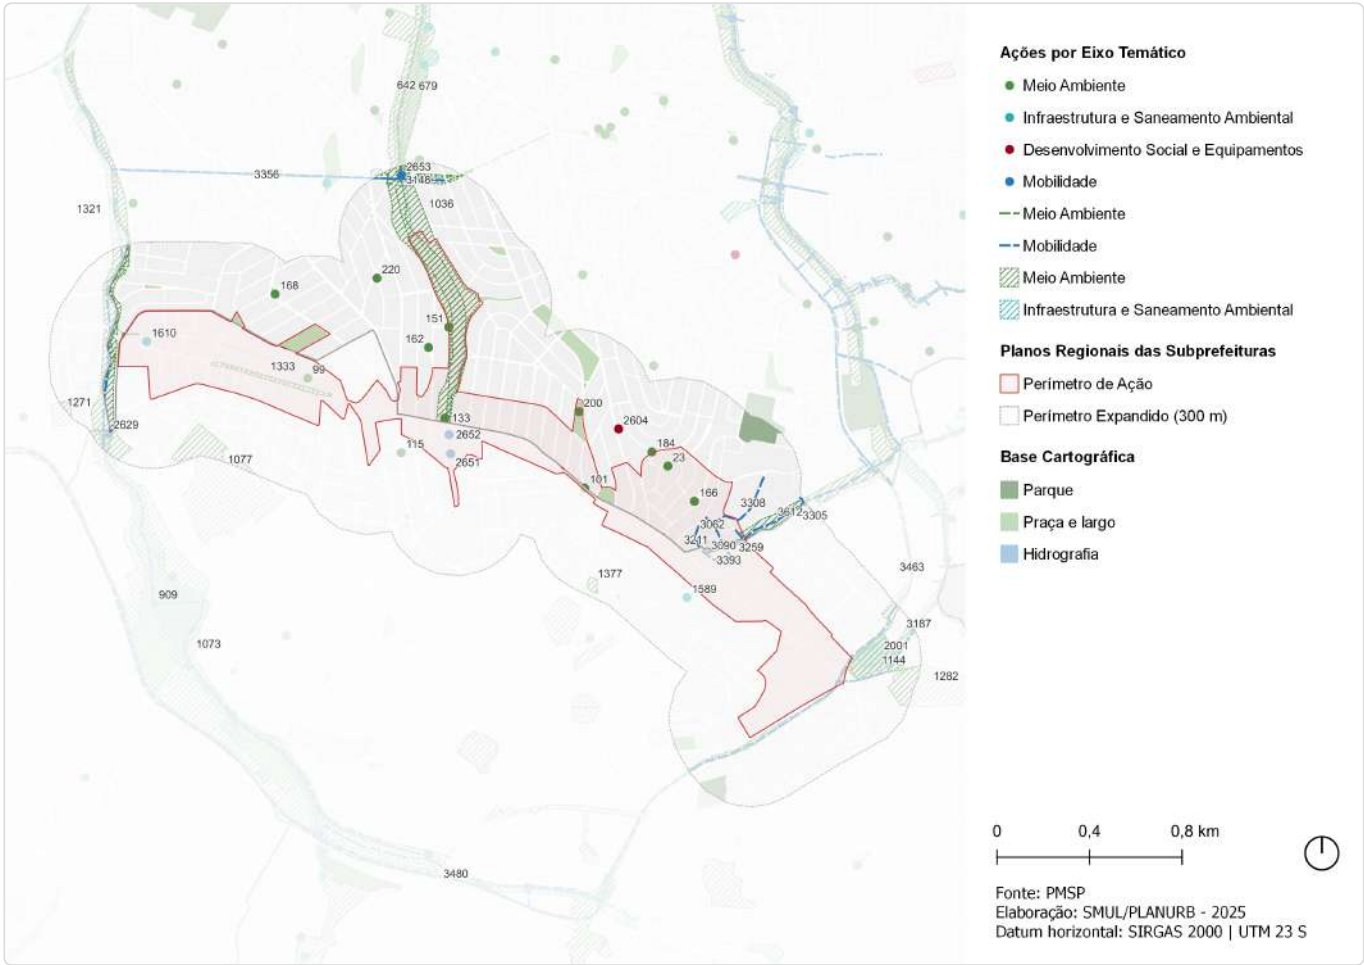 642 679
2653
3146
3356
1036
1321
220
168
151
1610
162
1333
99
1271
200
133
2604
2629
2652
184
115
23
1077
2651
101
166
3308
3612
3305
3062
3211
3090
3259
3393
1377
3463
1589
909
3187
1073
2001
1144
1282
3480
Ações por Eixo Temático
Meio Ambiente
Infraestrutura e Saneamento Ambiental
Desenvolvimento Social e Equipamentos
Mobilidade
Meio Ambiente
Mobilidade
Meio Ambiente
Infraestrutura e Saneamento Ambiental
Planos Regionais das Subprefeituras
Perímetro de Ação
Perímetro Expandido (300 m)
Base Cartográfica
Parque
Praça e largo
Hidrografia
0 0,4 0,8 km
Fonte: PMSP
Elaboração: SMUL/PLANURB - 2025
Datum horizontal: SIRGAS 2000 | UTM 23 S